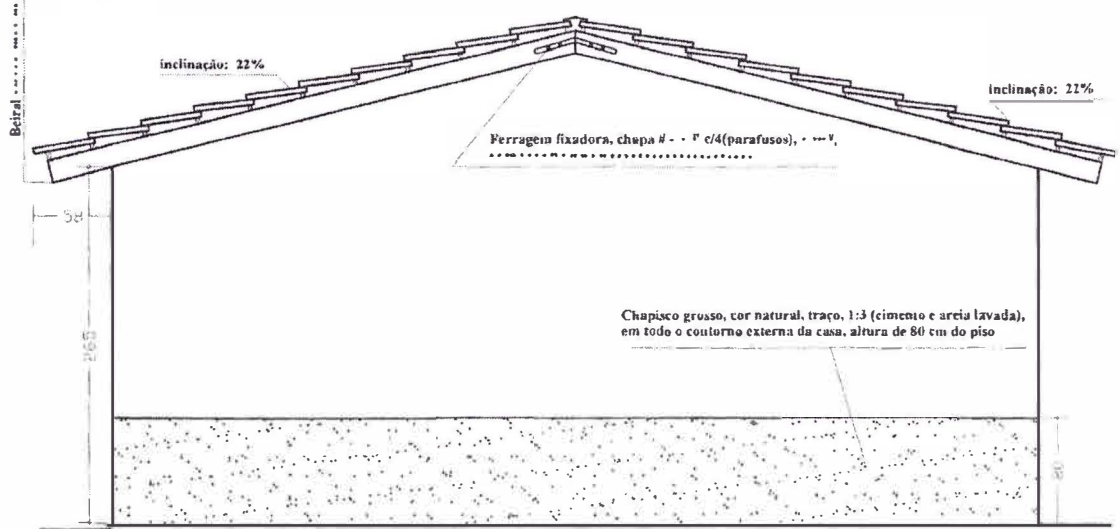 Beiral
inclinação: 22%
inclinação: 22%
Ferragem fixadora, chapa # c/4(parafusos),
58
Chapisco grosso, cor natural, traço, 1:3 (cimento e areia lavada),
em todo o contorno externa da casa, altura de 80 cm do piso
265
80